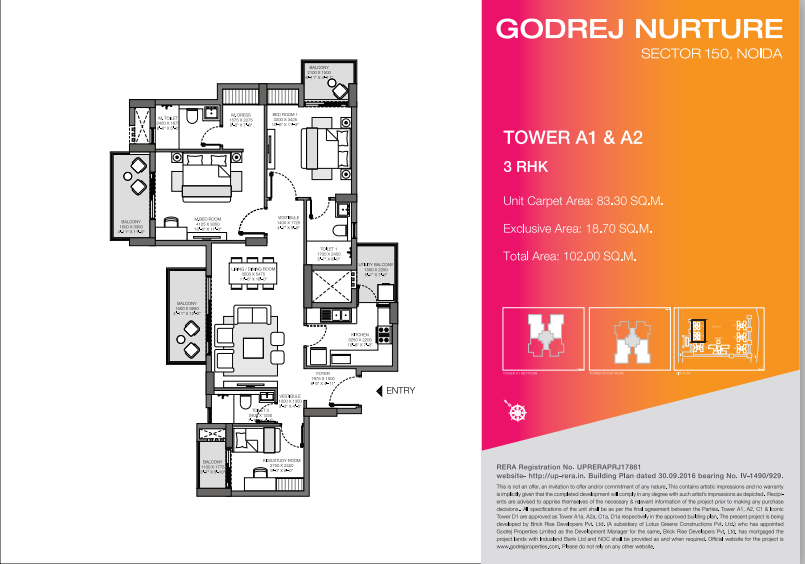 GODREJ NURTURE
SECTOR 150, NOIDA
TOWER A1 & A2
3 RHK
Unit Carpet Area: 83.30 SQ.M.
Exclusive Area: 18.70 SQ.M.
Total Area: 102.00 SQ.M.
BALCONY
M. TOILET
M. DRESS
BED ROOM 1
M.BED ROOM
BALCONY
VESTIBULE
TOILET 1
UTILITY BALCONY
LIVING / DINING ROOM
BALCONY
KITCHEN
FOYER
ENTRY
VESTIBULE
TOILET 2
KIDS/STUDY ROOM
BALCONY
RERA Registration No. UPRERAPRJ17861
website- http://up-rera.in. Building Plan dated 30.09.2016 bearing No. IV-1490/929.
This is not an offer, an invitation to offer and/or commitment of any nature. This contains artistic impressions and no warranty
is implicitly given that the completed development will comply in any degree with such artist's impressions as depicted. Recipi-
ents are advised to apprise themselves of the necessary & relevant information of the project prior to making any purchase
decisions. All specifications of the unit shall be as per the final agreement between the Parties. Tower A1, A2, C1 & Iconic
Tower D1 are approved as Tower A1a, A2a, C1a, D1a respectively in the approved building plan. The present project is being
developed by Brick Rise Developers Pvt. Ltd. (A subsidiary of Lotus Greens Constructions Pvt. Ltd.) who has appointed
Godrej Properties Limited as the Development Manager for the same. Brick Rise Developers Pvt. Ltd. has mortgaged the
project lands with Indusind Bank Ltd and NOC shall be provided as and when required. Official website for the project is
www.godrejproperties.com. Please do not rely on any other website.